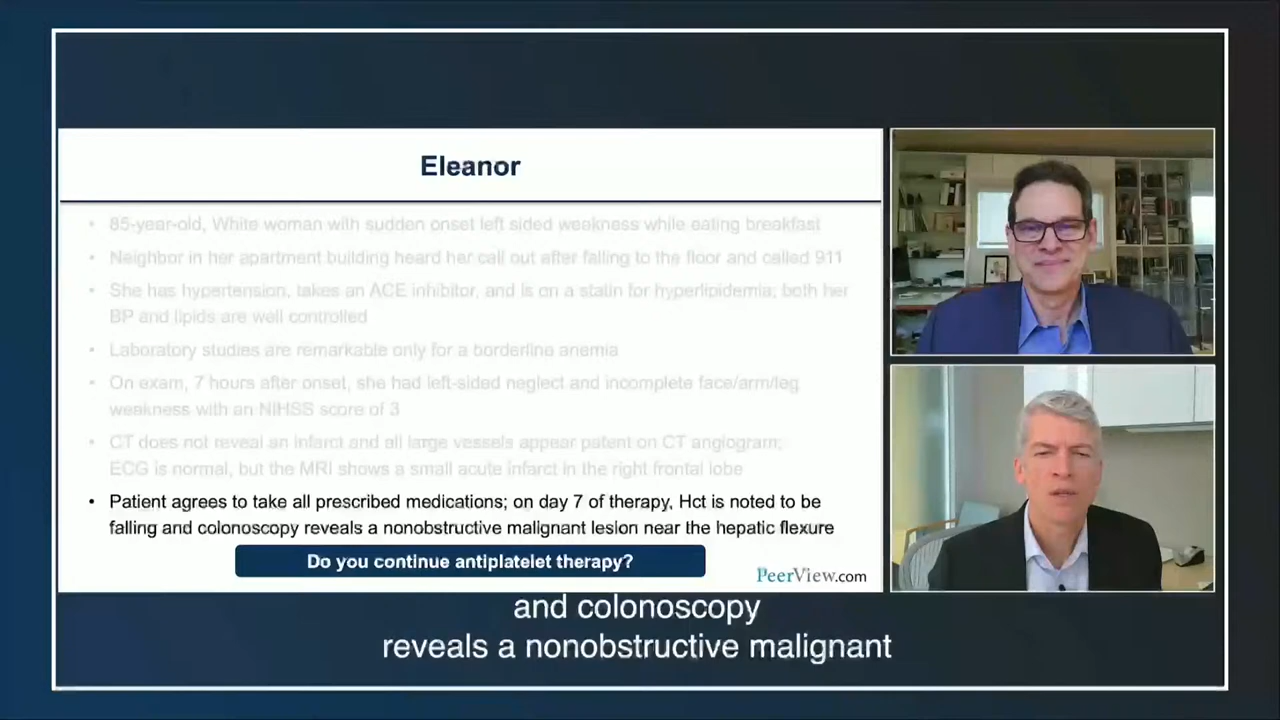 Eleanor
• 85-year-old, White woman with sudden onset left sided weakness while eating breakfast
• Neighbor in her apartment building heard her call out after falling to the floor and called 911
• She has hypertension, takes an ACE inhibitor, and is on a statin for hyperlipidemia; both her
BP and lipids are well controlled
• Laboratory studies are remarkable only for a borderline anemia
• On exam, 7 hours after onset, she had left-sided neglect and incomplete face/arm/leg
weakness with an NIHSS score of 3
• CT does not reveal an infarct and all large vessels appear patent on CT angiogram;
ECG is normal, but the MRI shows a small acute infarct in the right frontal lobe
• Patient agrees to take all prescribed medications; on day 7 of therapy, Hct is noted to be
falling and colonoscopy reveals a nonobstructive malignant lesion near the hepatic flexure
Do you continue antiplatelet therapy?
PeerView.com
and colonoscopy
reveals a nonobstructive malignant